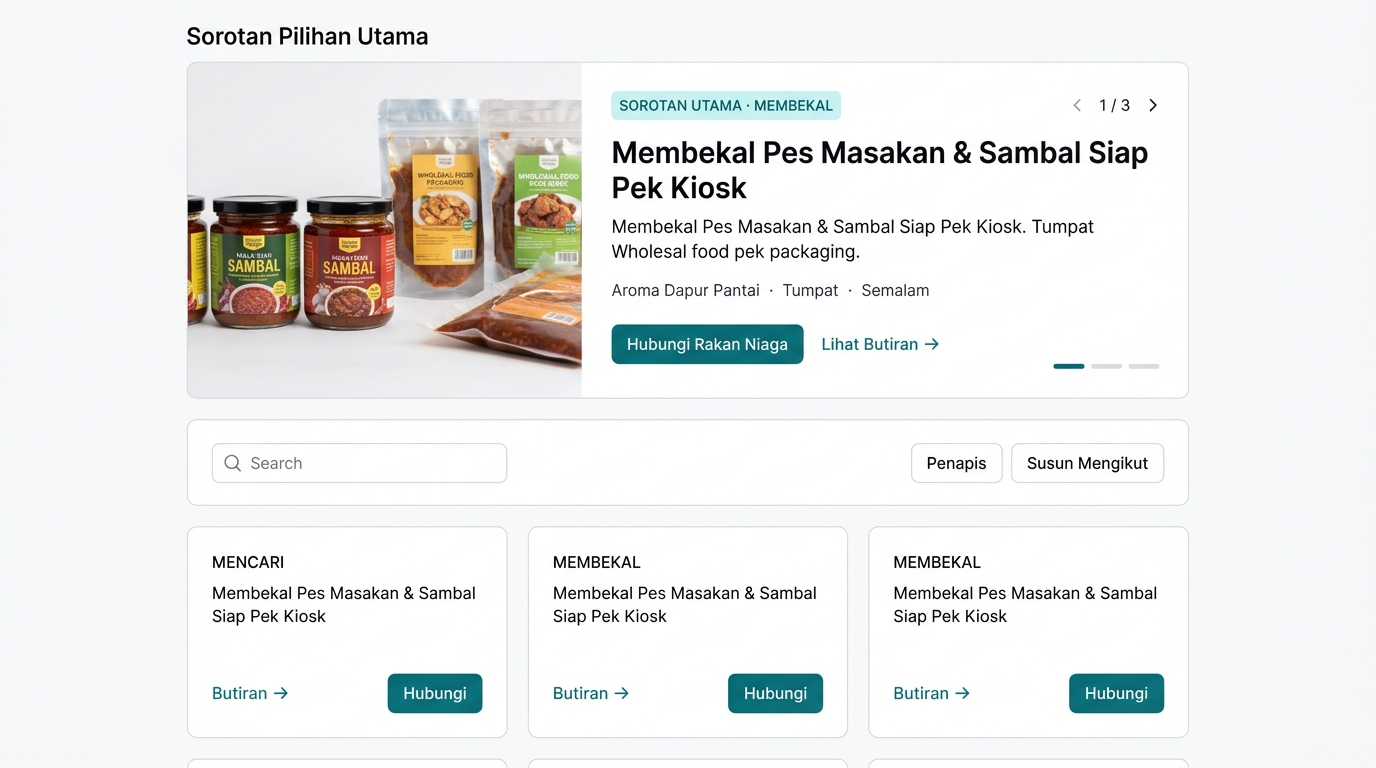 Sorotan Pilihan Utama
SAMBAL
SAMBAL
SOROTAN UTAMA · MEMBEKAL
1 / 3
Membekal Pes Masakan & Sambal Siap
Pek Kiosk
Membekal Pes Masakan & Sambal Siap Pek Kiosk. Tumpat
Wholesal food pek packaging.
Aroma Dapur Pantai · Tumpat · Semalam
Hubungi Rakan Niaga
Lihat Butiran →
Search
Penapis
Susun Mengikut
MENCARI
Membekal Pes Masakan & Sambal
Siap Pek Kiosk
Butiran →
Hubungi
MEMBEKAL
Membekal Pes Masakan & Sambal
Siap Pek Kiosk
Butiran →
Hubungi
MEMBEKAL
Membekal Pes Masakan & Sambal
Siap Pek Kiosk
Butiran →
Hubungi